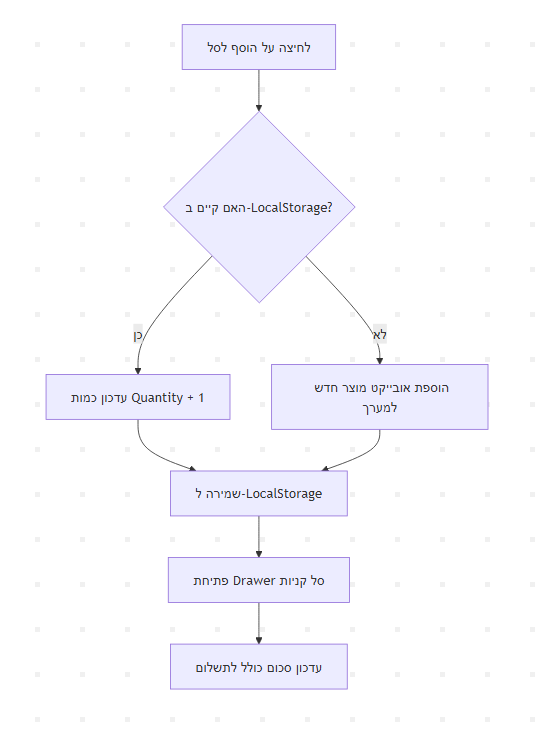 לחיצה על הוסף לסל
האם קיים ב-LocalStorage?
כן
לא
עדכון כמות Quantity + 1
הוספת אובייקט מוצר חדש
למערך
שמירה ל-LocalStorage
פתיחת Drawer סל קניות
עדכון סכום כולל לתשלום